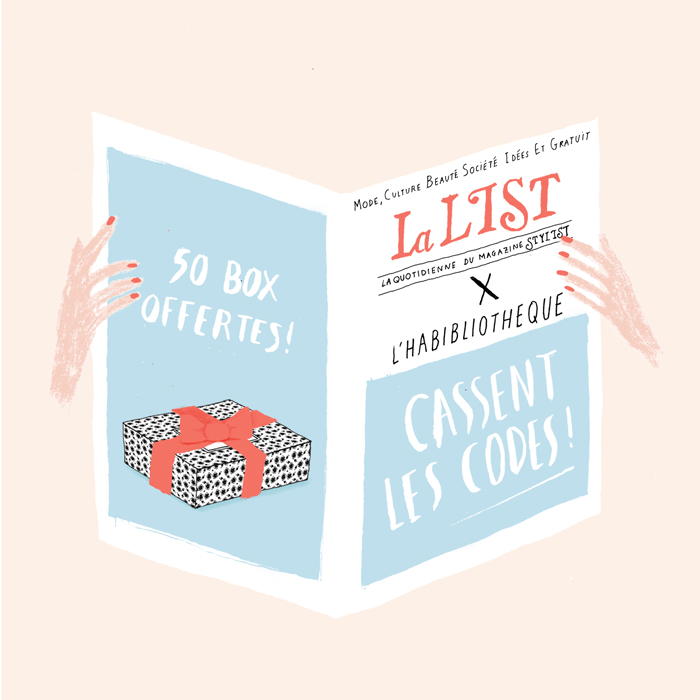 50 BOX
OFFERTES!
Mode, Culture Beauté Société Idées Et Gratuit
La LIST
LA QUOTIDIENNE DU MAGAZINE STYLIST
X
L'HABIBLIOTHEQUE
CASSENT
LES CODES!